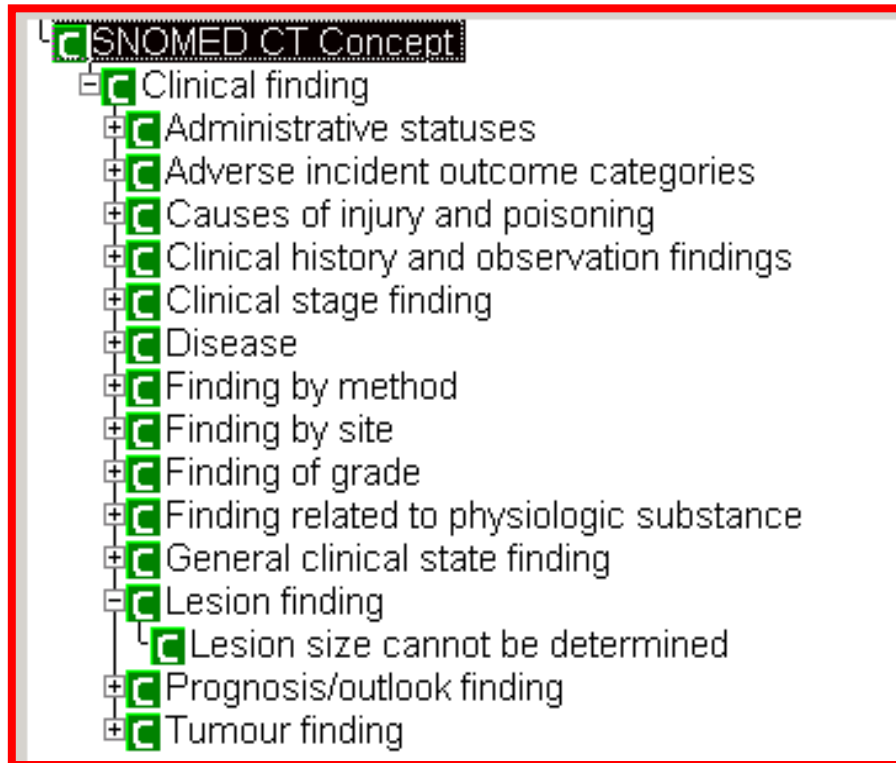 SNOMED CT Concept
Clinical finding
Administrative statuses
Adverse incident outcome categories
Causes of injury and poisoning
Clinical history and observation findings
Clinical stage finding
Disease
Finding by method
Finding by site
Finding of grade
Finding related to physiologic substance
General clinical state finding
Lesion finding
Lesion size cannot be determined
Prognosis/outlook finding
Tumour finding